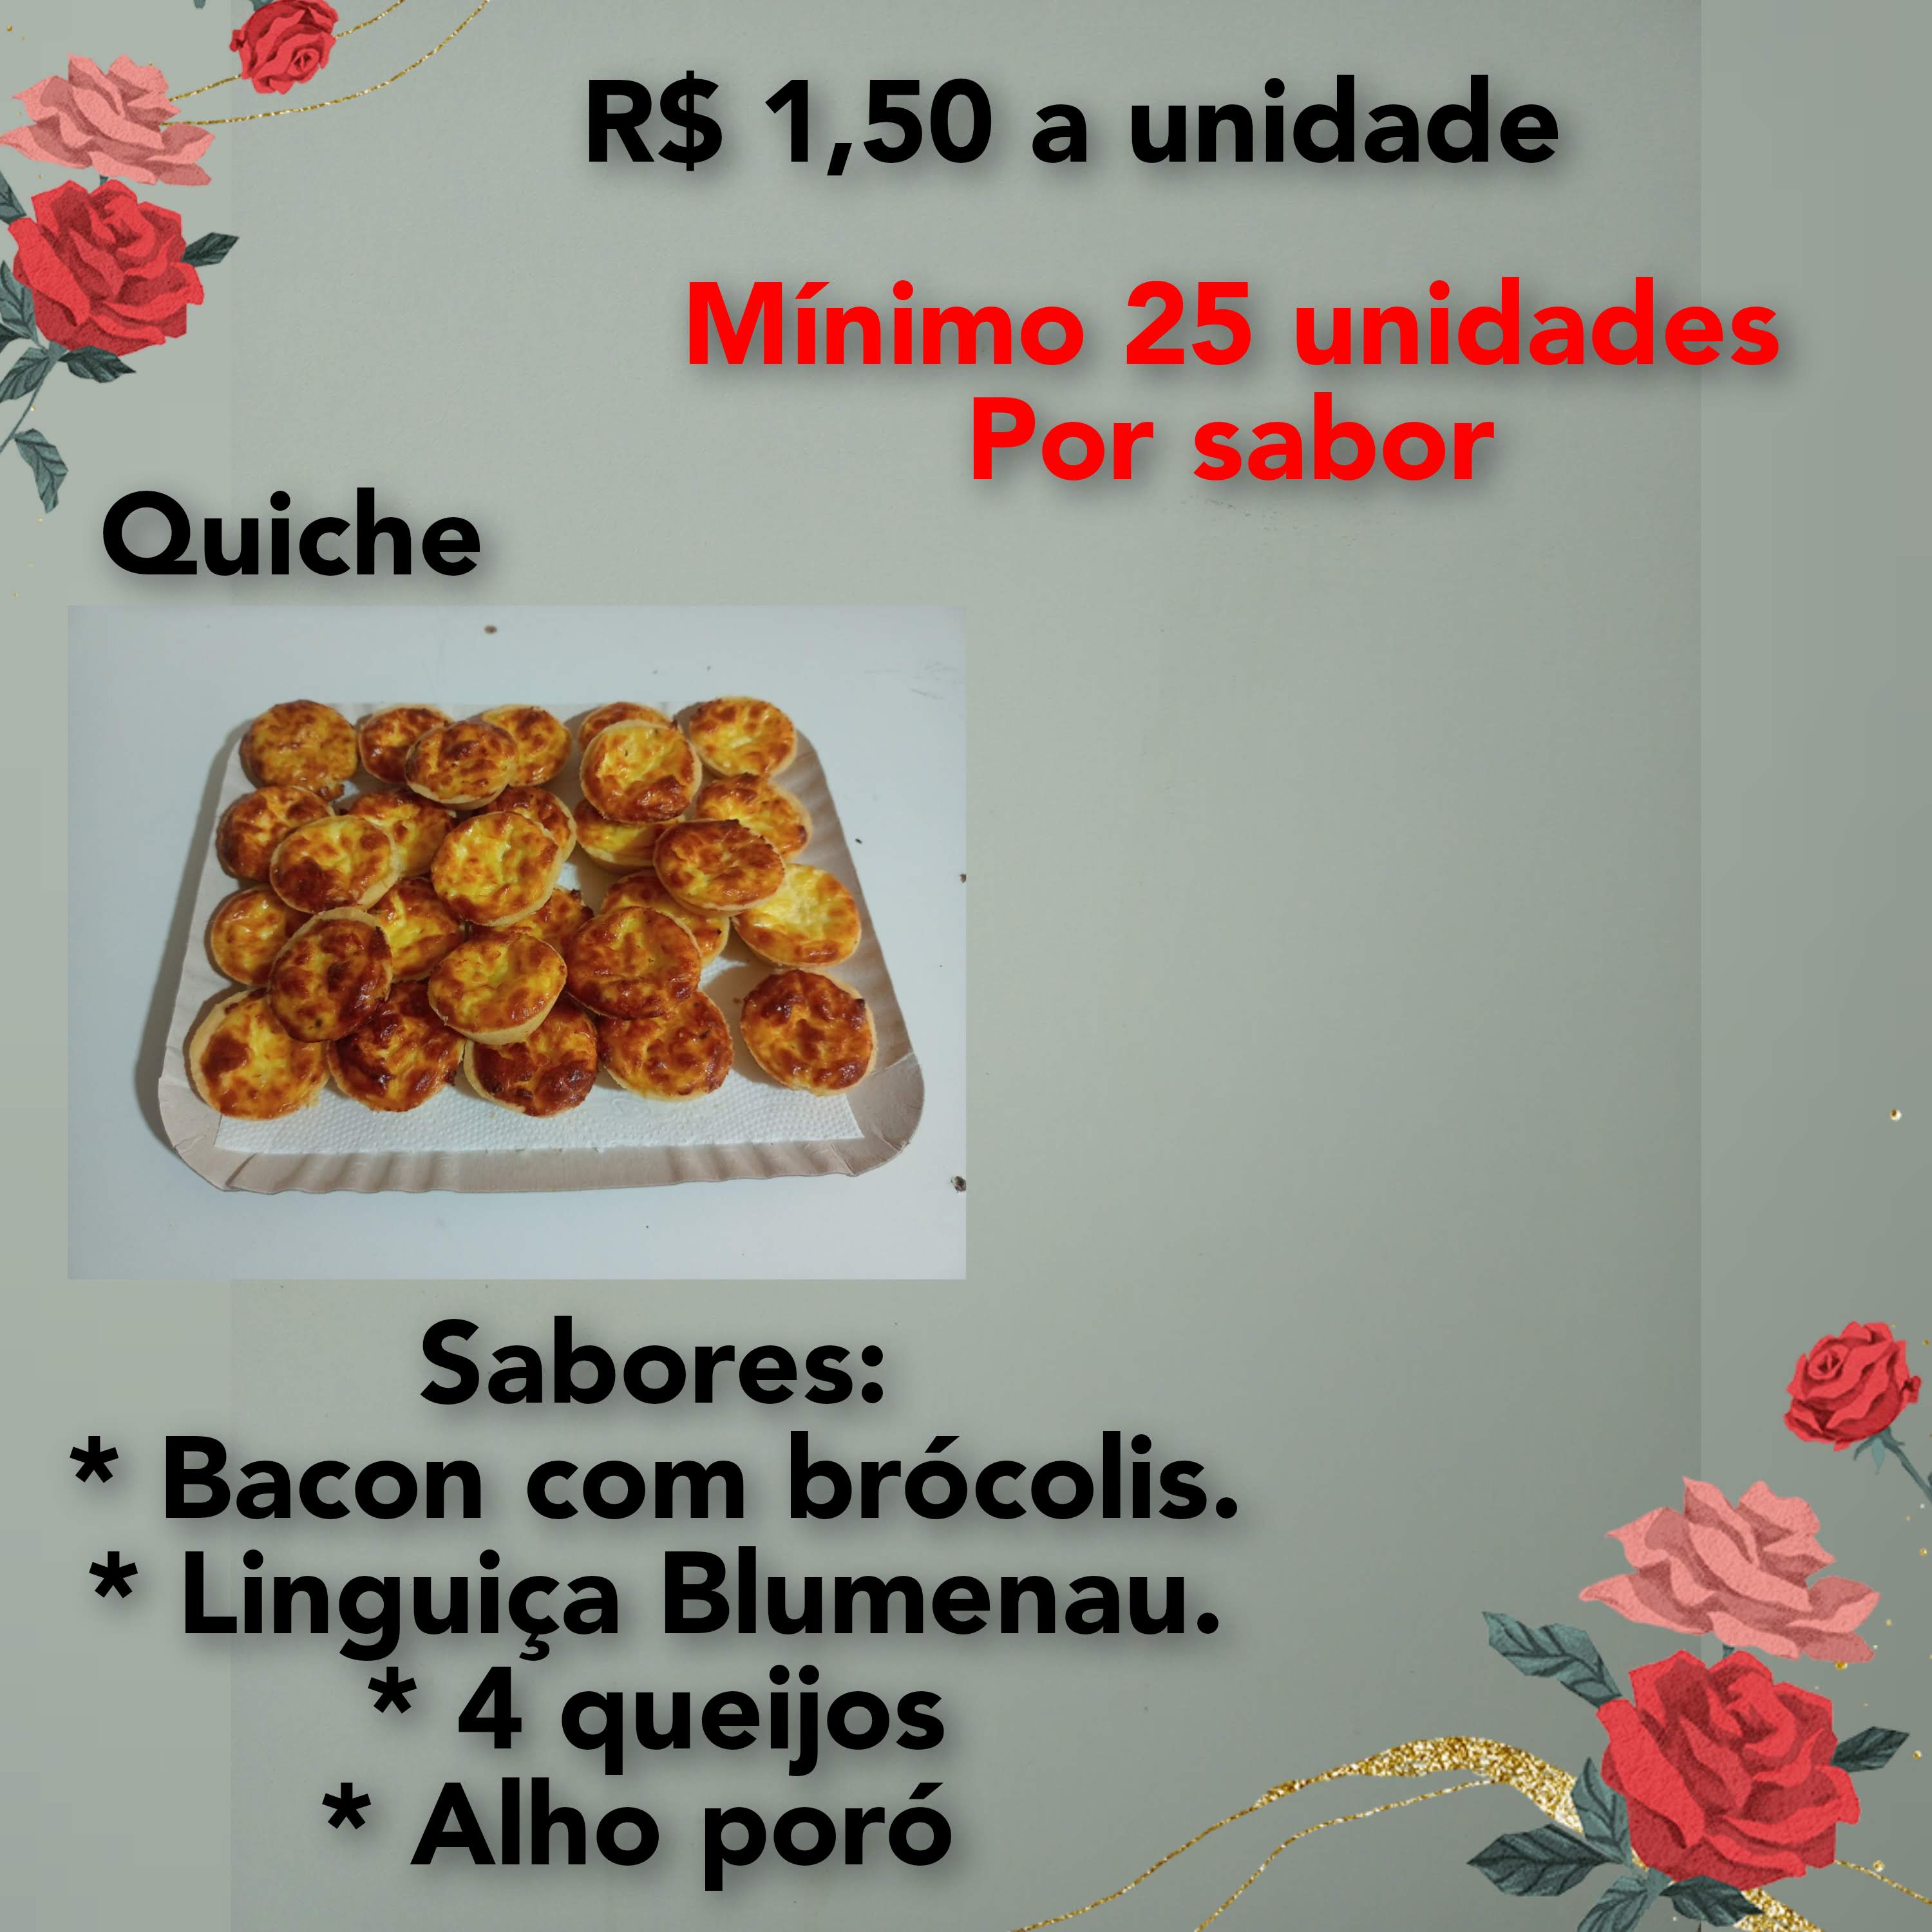 R$ 1,50 a unidade
Mínimo 25 unidades
Por sabor
Quiche
Sabores:
* Bacon com brócolis.
* Linguiça Blumenau.
* 4 queijos
* Alho poró